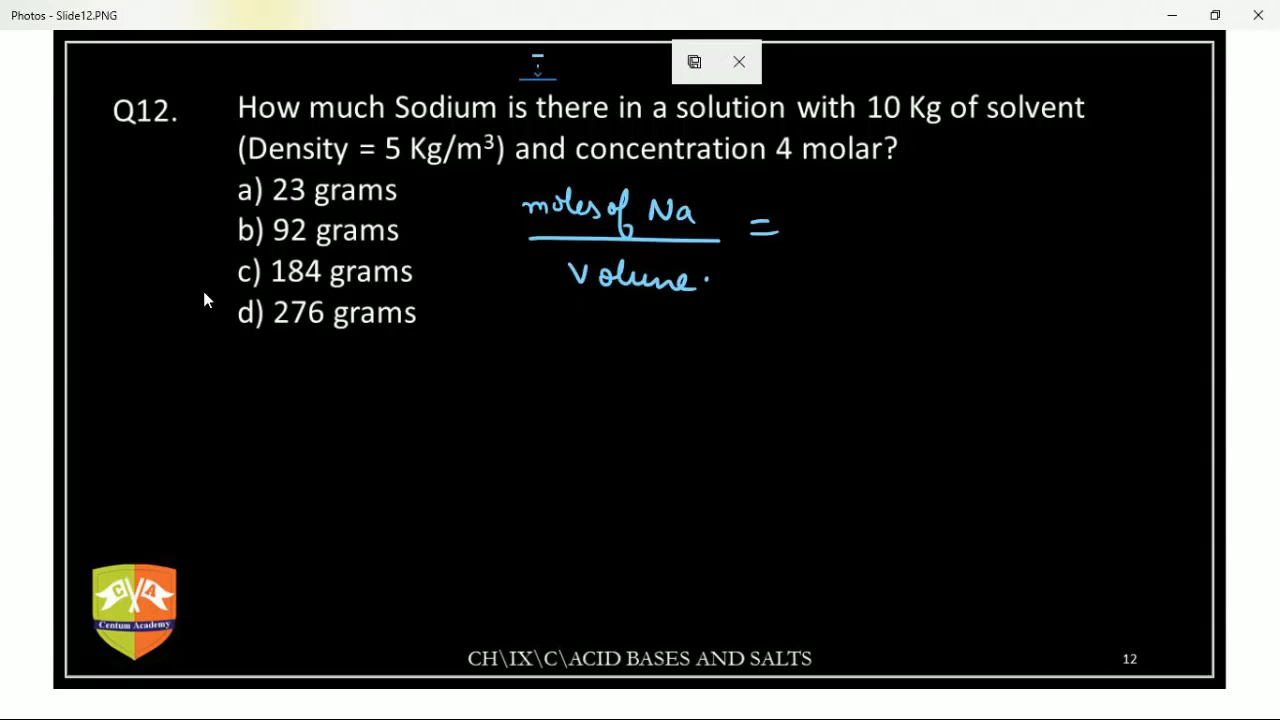 Photos - Slide12.PNG
Q12. How much Sodium is there in a solution with 10 Kg of solvent
(Density = 5 Kg/m³) and concentration 4 molar?
a) 23 grams
b) 92 grams
c) 184 grams
d) 276 grams
moles of Na =
Volume.
C A
Centum Academy
CH\IX\C\ACID BASES AND SALTS
12